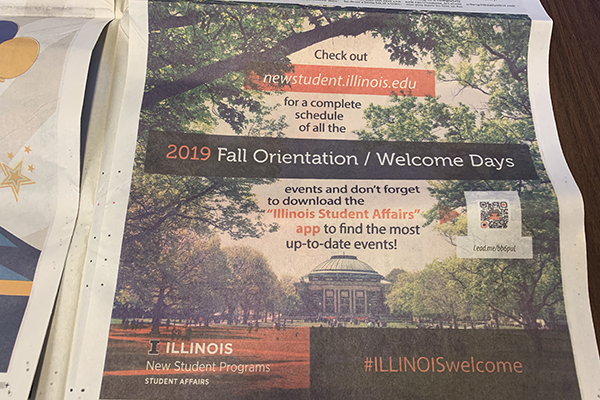 Check out
newstudent.illinois.edu
for a complete
schedule
of all the
2019 Fall Orientation / Welcome Days
events and don't forget
to download the
"Illinois Student Affairs"
app to find the most
up-to-date events!
Lead.me/bb6pul
I ILLINOIS
New Student Programs
STUDENT AFFAIRS
#ILLINOISwelcome